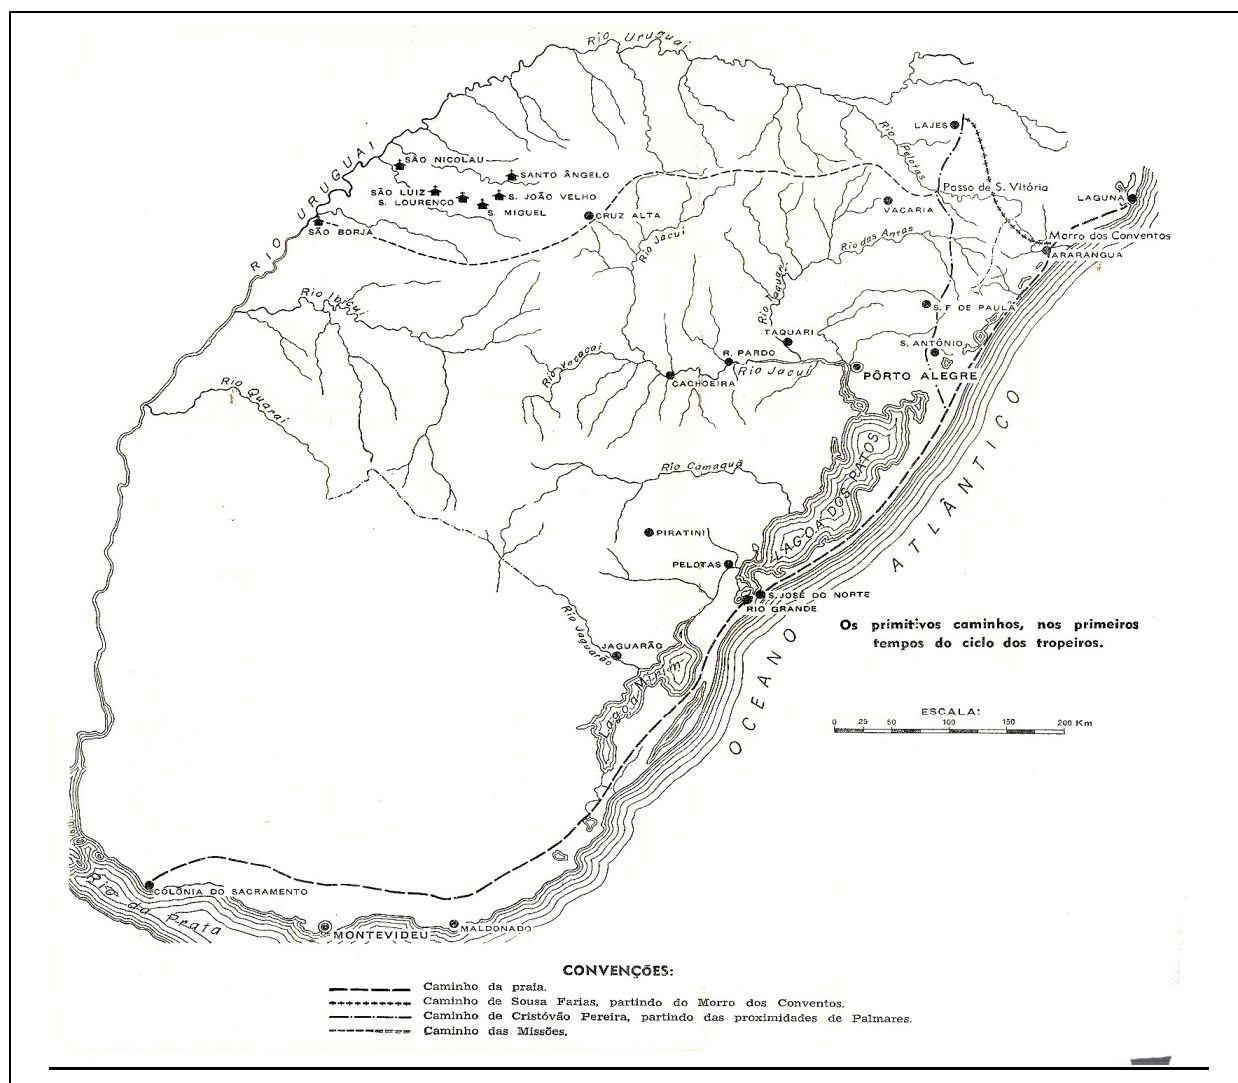 Rio Uruguai
LAJES
Rio Pelotas
SÃO NICOLAU
SANTO ÂNGELO
SÃO LUIZ
S. LOURENÇO
S. JOÃO VELHO
S. MIGUEL
Passo de S. Vitória
LAGUNA
RIO URUGUAI
SÃO BORJA
CRUZ ALTA
VACARIA
Rio Jacuí
Rio das Antas
Morro dos Conventos
ARARANGUA
Rio Ibicuí
Rio Taquari
S. F DE PAULA
TAQUARI
S. ANTÔNIO
Rio Vacacaí
R. PARDO
Rio Jacuí
PÔRTO ALEGRE
CACHOEIRA
Rio Quaraí
Rio Camaquã
LAGOA DOS PATOS
OCEANO ATLÂNTICO
PIRATINI
PELOTAS
S. JOSÉ DO NORTE
RIO GRANDE
Os primitivos caminhos, nos primeiros
tempos do ciclo dos tropeiros.
Rio Jaguarão
JAGUARÃO
Lagoa Mirim
ESCALA:
0 25 50 100 150 200 Km
COLÔNIA DO SACRAMENTO
Rio da Prata
MONTEVIDEU
MALDONADO
CONVENÇÕES:
Caminho da praia.
Caminho de Sousa Farias, partindo do Morro dos Conventos.
Caminho de Cristóvão Pereira, partindo das proximidades de Palmares.
Caminho das Missões.